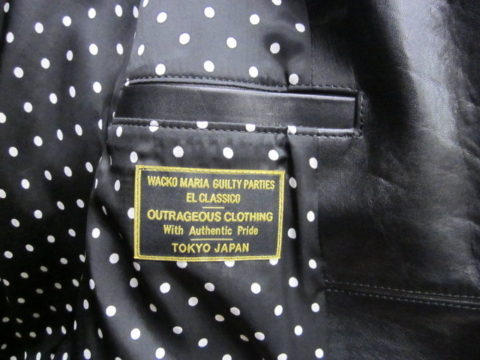 WACKO MARIA GUILTY PARTIES
EL CLASSICO
OUTRAGEOUS CLOTHING
With Authentic Pride
TOKYO JAPAN